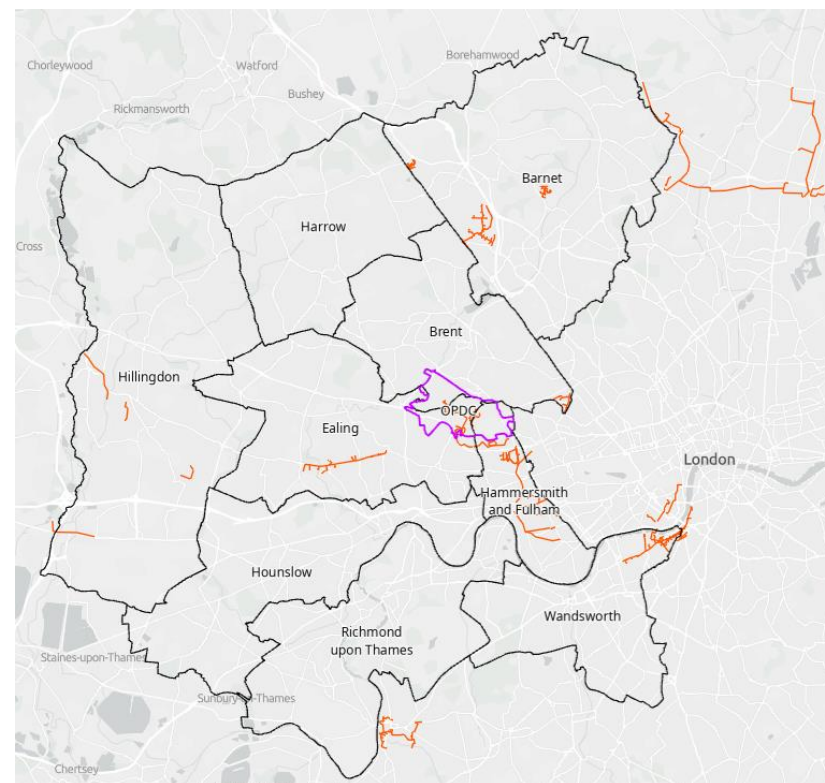 Borehamwood
Chorleywood
Watford
Bushey
Rickmansworth
Barnet
Harrow
Cross
Brent
Hillingdon
OPDC
Ealing
London
Hammersmith
and Fulham
Hounslow
Wandsworth
Richmond
upon Thames
Staines-upon-Thames
Sunbury-on-Thames
Chertsey